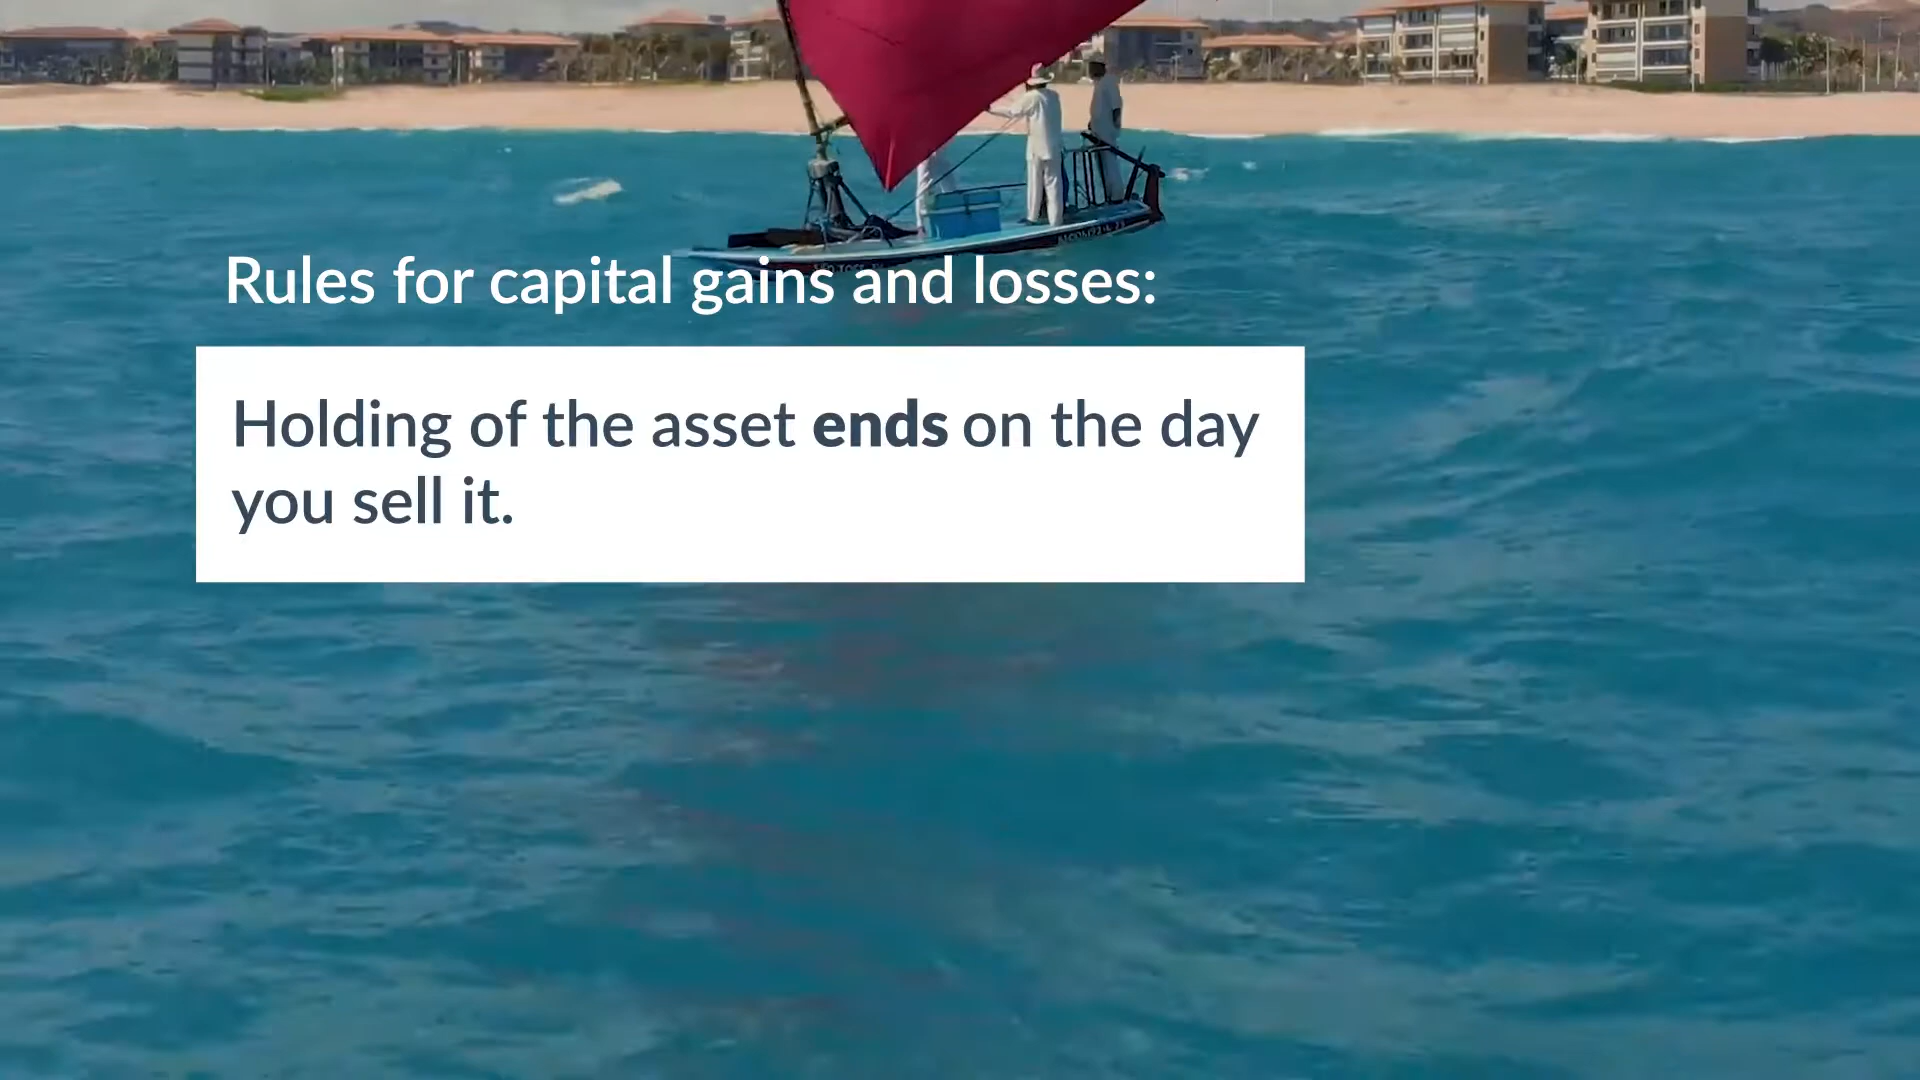 Rules for capital gains and losses:
Holding of the asset ends on the day
you sell it.